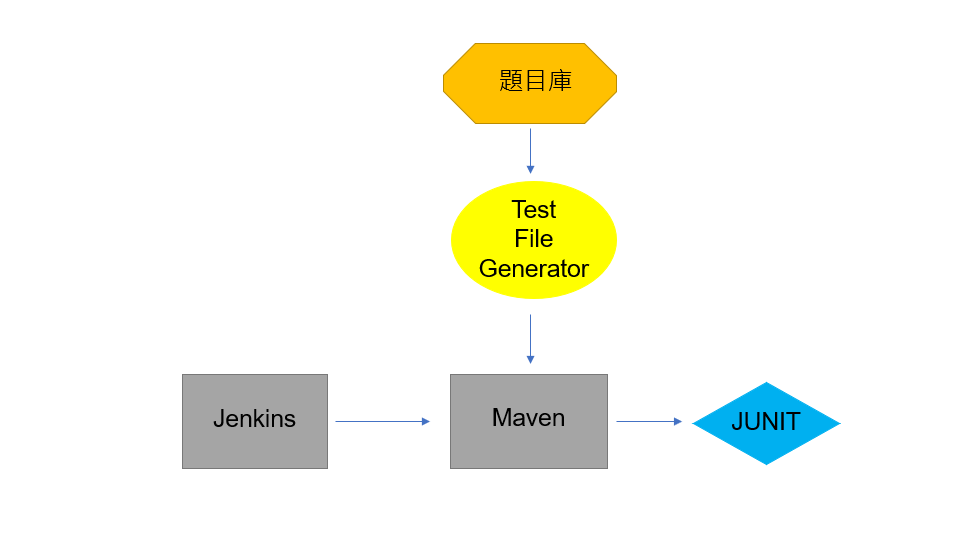 題目庫
Test
File
Generator
Jenkins
Maven
JUNIT